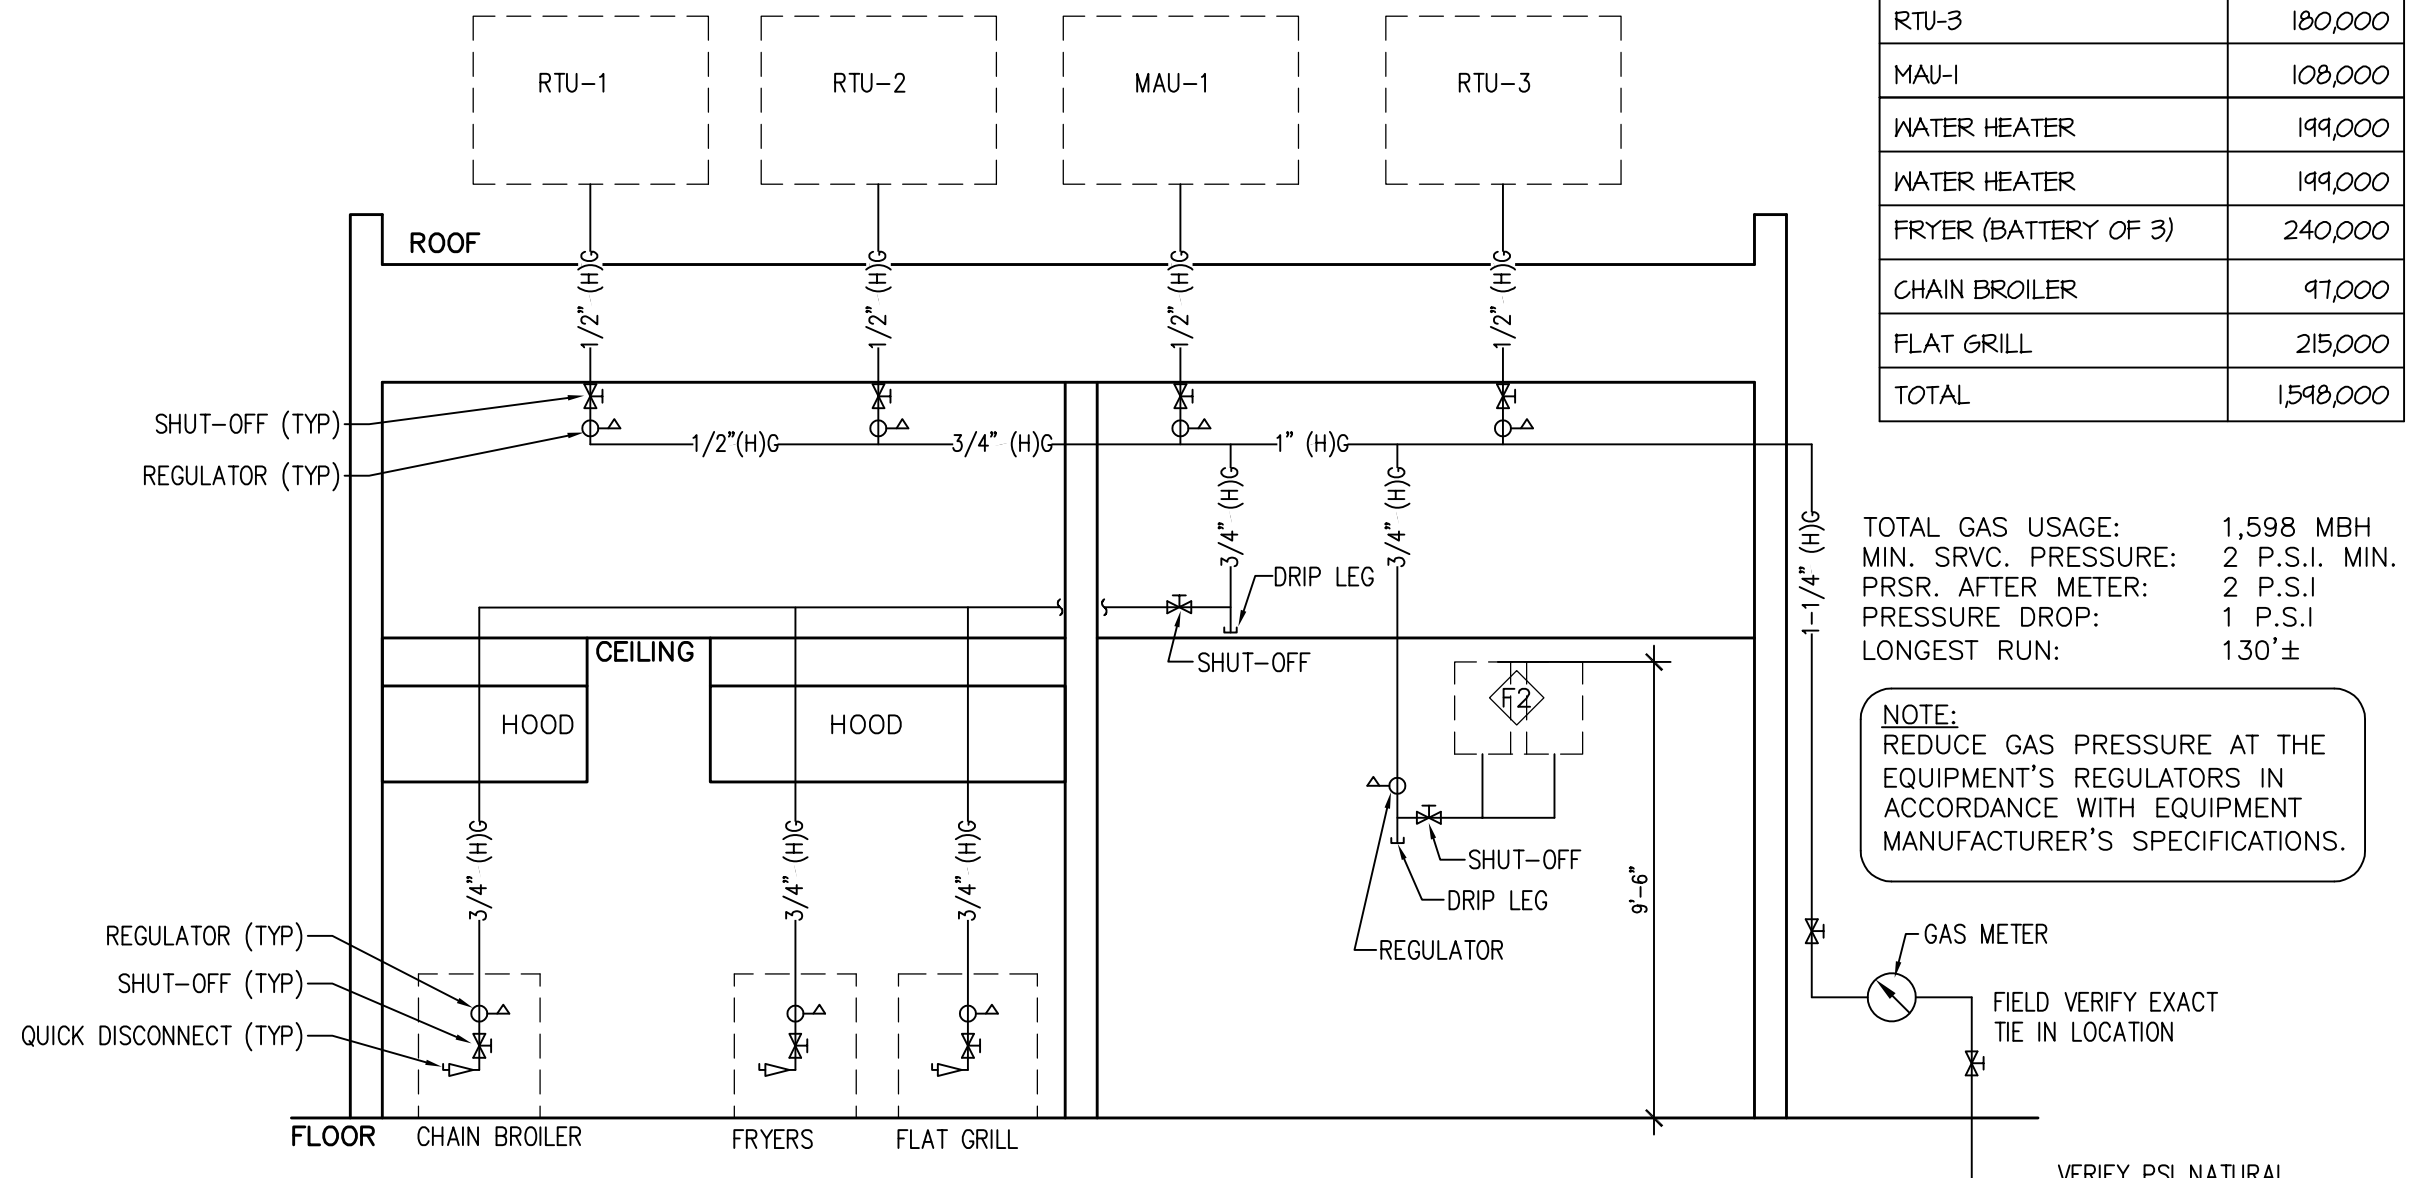 RTU-1
RTU-2
MAU-1
RTU-3
ROOF
1/2" (H)G
1/2" (H)G
1/2" (H)G
1/2" (H)G
SHUT-OFF (TYP)
REGULATOR (TYP)
1/2"(H)G
3/4" (H)G
1" (H)G
3/4" (H)G
3/4" (H)G
1-1/4" (H)G
DRIP LEG
SHUT-OFF
CEILING
HOOD
HOOD
F2
3/4" (H)G
3/4" (H)G
3/4" (H)G
SHUT-OFF
DRIP LEG
REGULATOR
9'-6"
REGULATOR (TYP)
SHUT-OFF (TYP)
QUICK DISCONNECT (TYP)
FLOOR
CHAIN BROILER
FRYERS
FLAT GRILL
RTU-3 180,000
MAU-1 108,000
WATER HEATER 199,000
WATER HEATER 199,000
FRYER (BATTERY OF 3) 240,000
CHAIN BROILER 97,000
FLAT GRILL 215,000
TOTAL 1,598,000
TOTAL GAS USAGE: 1,598 MBH
MIN. SRVC. PRESSURE: 2 P.S.I. MIN.
PRSR. AFTER METER: 2 P.S.I
PRESSURE DROP: 1 P.S.I
LONGEST RUN: 130'±
NOTE:
REDUCE GAS PRESSURE AT THE
EQUIPMENT'S REGULATORS IN
ACCORDANCE WITH EQUIPMENT
MANUFACTURER'S SPECIFICATIONS.
GAS METER
FIELD VERIFY EXACT
TIE IN LOCATION
VERIFY PSI NATURAL